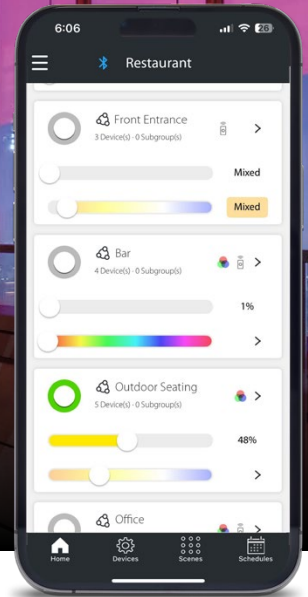 6:06
26
Restaurant
Front Entrance
3 Device(s) · 0 Subgroup(s)
Mixed
Mixed
Bar
4 Device(s) · 0 Subgroup(s)
1%
Outdoor Seating
5 Device(s) · 0 Subgroup(s)
48%
Office
Home Devices Scenes Schedules